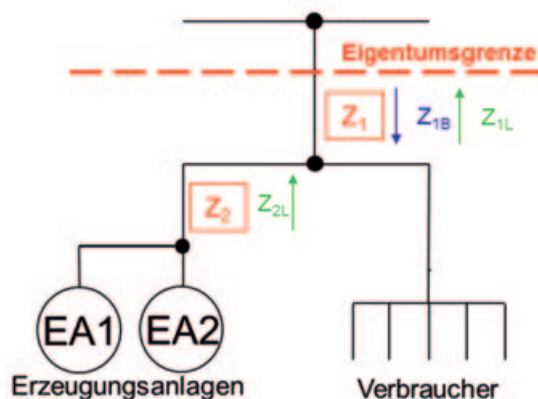 Eigentumsgrenze
Z1 Z1B Z1L
Z2 Z2L
EA1 EA2
Erzeugungsanlagen Verbraucher